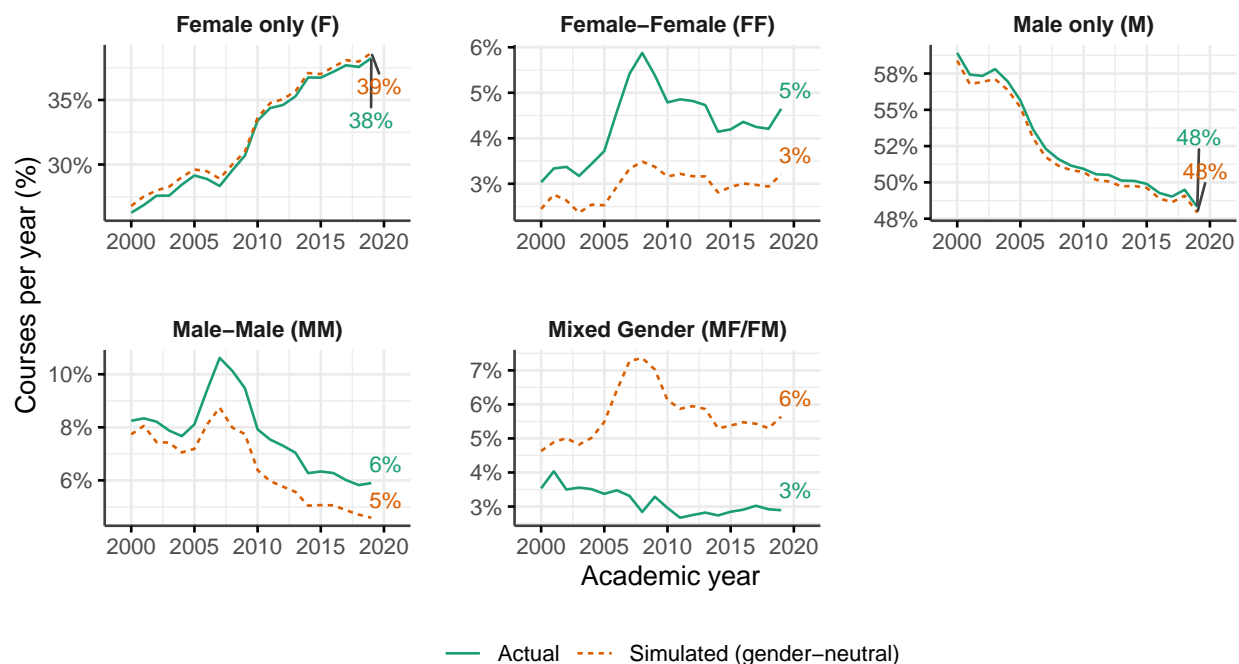 Female only (F)
Female−Female (FF)
Male only (M)
Courses per year (%)
35%
30%
39%
38%
2000 2005 2010 2015 2020
6%
5%
4%
3%
5%
3%
2000 2005 2010 2015 2020
58%
55%
52%
50%
48%
48%
48%
2000 2005 2010 2015 2020
Male−Male (MM)
Mixed Gender (MF/FM)
10%
8%
6%
6%
5%
2000 2005 2010 2015 2020
7%
6%
5%
4%
3%
6%
3%
2000 2005 2010 2015 2020
Academic year
Actual
Simulated (gender−neutral)